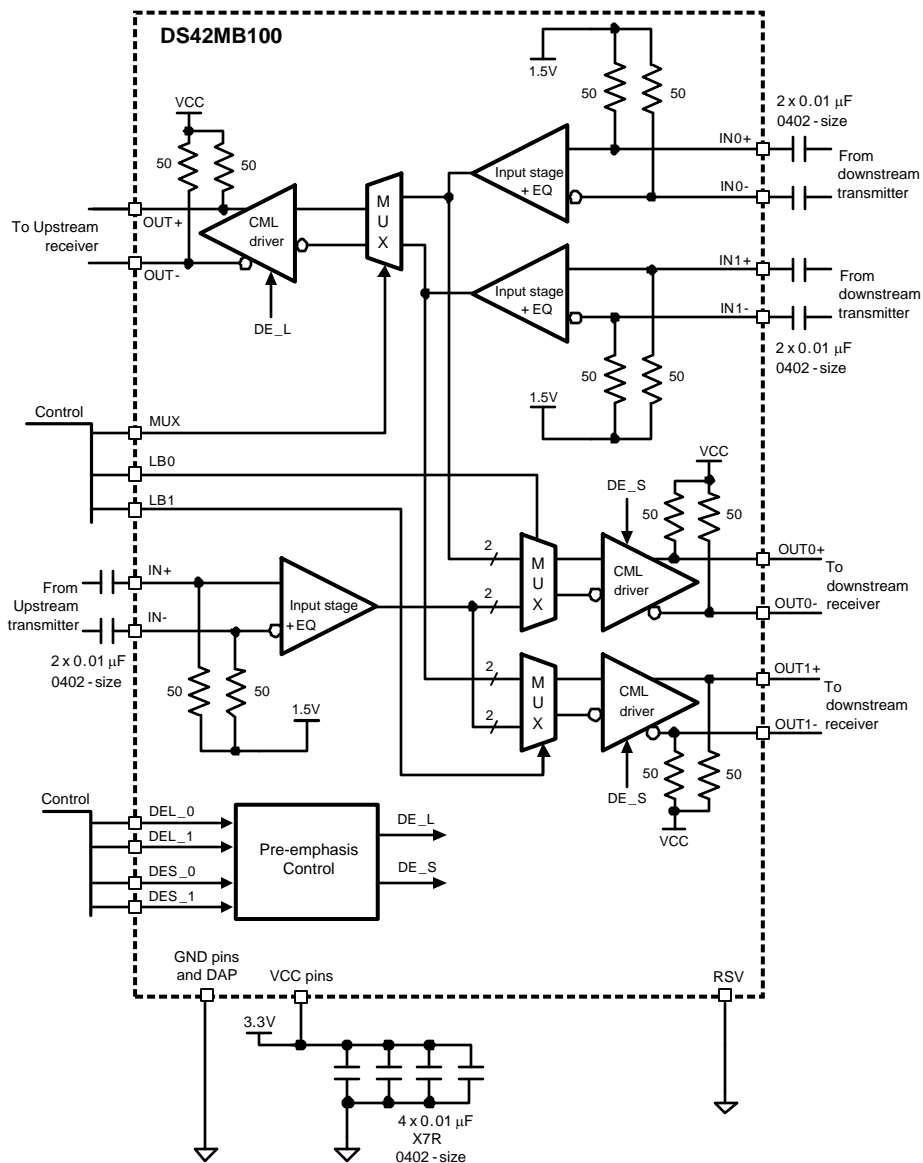 DS42MB100
1.5V
50
50
2 x 0.01 µF
0402 - size
VCC
50
50
IN0+
From
downstream
transmitter
Input stage
+ EQ
IN0-
M
U
X
OUT+
CML
driver
To Upstream
receiver
OUT-
IN1+
From
downstream
transmitter
Input stage
+ EQ
IN1-
DE_L
2 x 0.01 µF
0402 - size
50
50
1.5V
Control
MUX
VCC
LB0
DE_S
LB1
50
50
2
OUT0+
M
U
X
CML
driver
To
downstream
receiver
IN+
From
Upstream
transmitter
Input stage
+ EQ
2
OUT0-
IN-
2 x 0.01 µF
0402 - size
50
50
1.5V
2
OUT1+
M
U
X
CML
driver
To
downstream
receiver
2
OUT1-
50
50
DE_S
VCC
Control
DEL_0
DEL_1
DES_0
DES_1
Pre-emphasis
Control
DE_L
DE_S
GND pins
and DAP
VCC pins
RSV
3.3V
4 x 0.01 µF
X7R
0402 - size